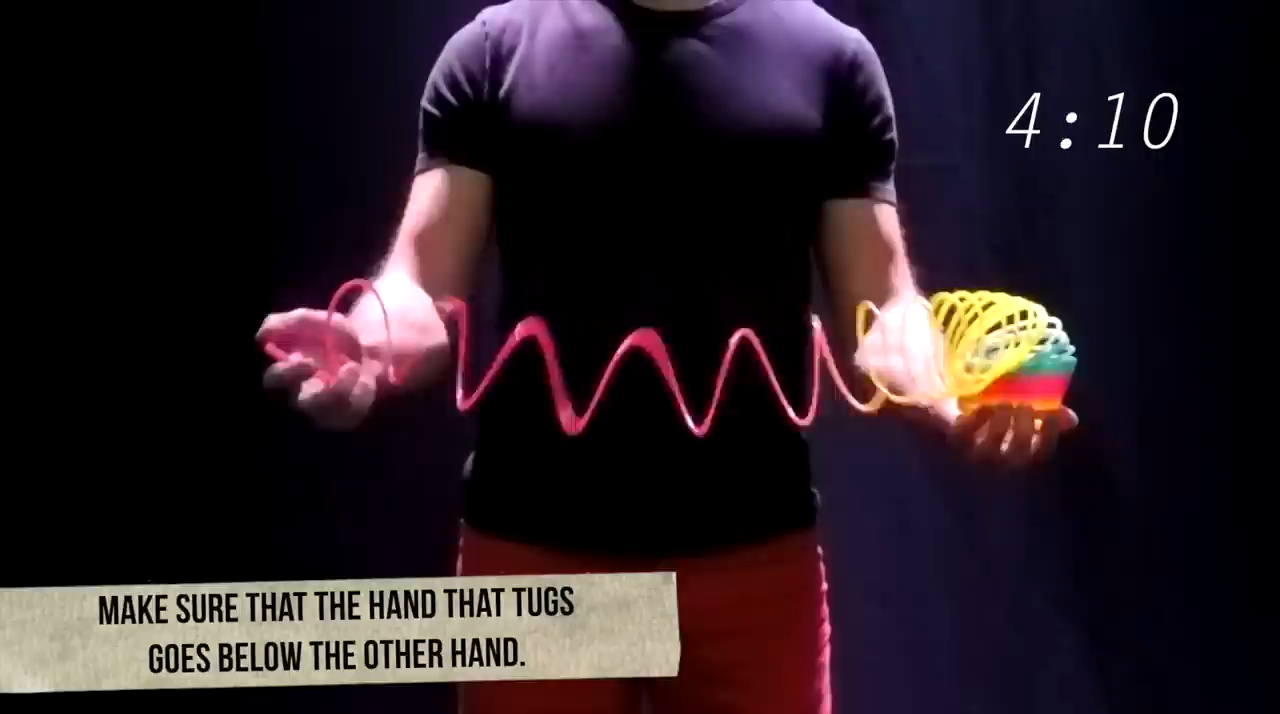 4:10
MAKE SURE THAT THE HAND THAT TUGS
GOES BELOW THE OTHER HAND.